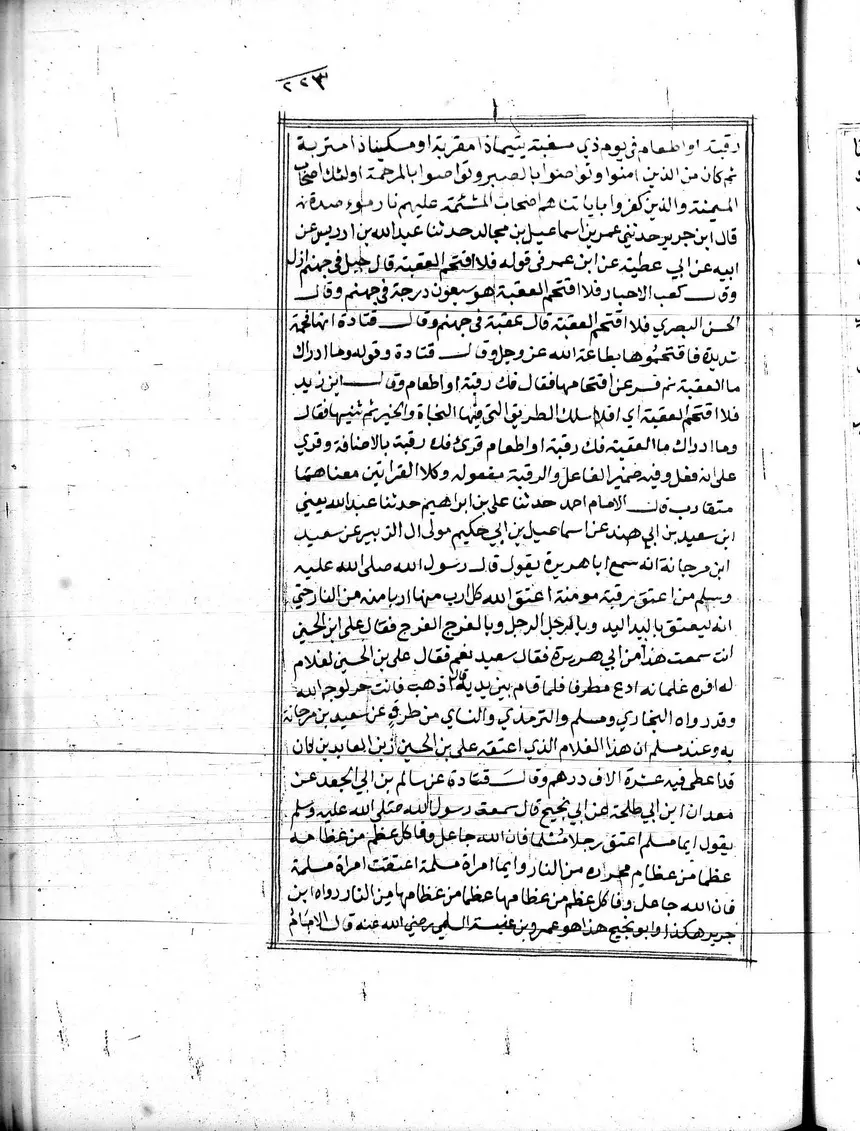 ٢٢٣
رقبة او اطعام في يوم ذي مسغبة يتيما ذا مقربة او مسكينا ذا متربة
ثم كان من الذين امنوا وتواصوا بالصبر وتواصوا بالمرحمة اولئك اصحاب
الميمنة والذين كفروا باياتنا هم اصحاب المشئمة عليهم نار موءصدة
قال ابن جرير حدثني عمر بن اسماعيل بن مجالد حدثنا عبد الله بن ادريس عن
ابيه عن ابي عطية عن ابن عمر في قوله فلا اقتحم العقبة قال جبل في جهنم ازل
وقال كعب الاحبار فلا اقتحم العقبة هو سبعون درجة في جهنم وقال
الحسن البصري فلا اقتحم العقبة قال عقبة في جهنم وقال قتادة انها قحمة
شديدة فاقتحموها بطاعة الله عز وجل وقال قتادة وقوله وما ادراك
ما العقبة ثم فسر عن اقتحامها فقال فك رقبة او اطعام وقال ابن زيد
فلا اقتحم العقبة اي افلا سلك الطريق التي فيها النجاة والخير ثم ثنيها فقال
وما ادراك ما العقبة فك رقبة او اطعام قرئ فك رقبة بالاضافة وقري
على انه فعل وفيه ضمير الفاعل والرقبة مفعوله وكلا القراتين معناهما
متقارب قال الامام احمد حدثنا علي بن ابراهيم حدثنا عبد الله يعني
ابن سعيد بن ابي هند عن اسماعيل بن ابي حكيم مولى ال الزبير عن سعيد
ابن مرجانة انه سمع ابا هريرة يقول قال رسول الله صلى الله عليه
وسلم من اعتق رقبة مومنة اعتق الله كل ارب منها اربا منه من النار حتي
انه ليعتق باليد اليد وبالرجل الرجل وبالفرج الفرج فقال علي ابن الحسين
انت سمعت هذا من ابي هريرة فقال سعيد نعم فقال علي بن الحسين لغلام
له افره غلمانه ادع مطرفا فلما قام بين يديه قال اذهب فانت حر لوجه الله
وقد رواه البخاري ومسلم والترمذي والنساي من طرق عن سعيد بن مرجانة
به وعند مسلم ان هذا الغلام الذي اعتقه علي بن الحسين زين العابدين كان
قد اعطي فيه عشرة الاف درهم وقال قتادة عن سالم بن ابي الجعد عن
معدان ابن ابي طلحة عن ابي نجيح قال سمعت رسول الله صلى الله عليه وسلم
يقول ايما مسلم اعتق رجلا مسلما فان الله جاعل وفا كل عظم من عظامه
عظما من عظام محرره من النار وايما امراة مسلمة اعتقت امراة مسلمة
فان الله جاعل وفا كل عظم من عظامها عظما من عظامها من النار رواه ابن
جرير هكذا وابو نجيح هذا هو عمرو بن عبسة السلمي رضي الله عنه قال الامام